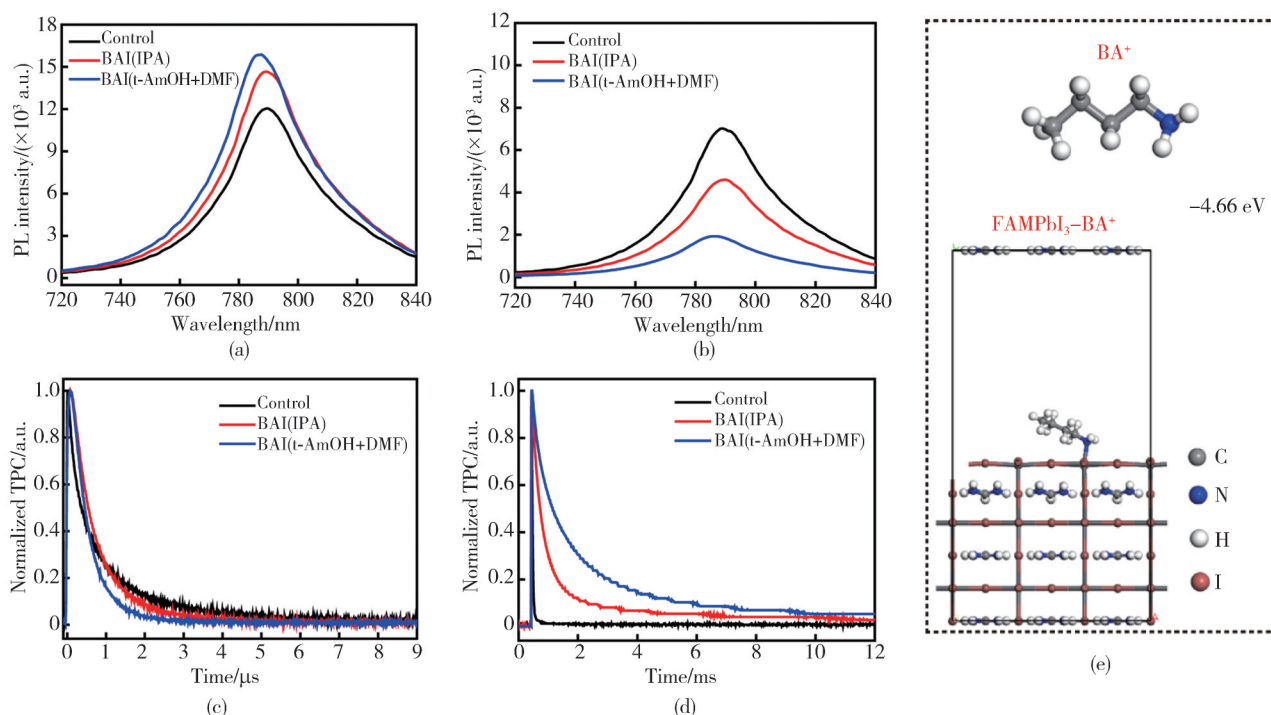 18
15
12
9
6
3
0
PL intensity/(×10³ a.u.)
Control
BAI(IPA)
BAI(t-AmOH+DMF)
720 740 760 780 800 820 840
Wavelength/nm
(a)
12
10
8
6
4
2
0
PL intensity/(×10³ a.u.)
Control
BAI(IPA)
BAI(t-AmOH+DMF)
720 740 760 780 800 820 840
Wavelength/nm
(b)
1.0
0.8
0.6
0.4
0.2
0
Normalized TPC/a.u.
Control
BAI(IPA)
BAI(t-AmOH+DMF)
0 1 2 3 4 5 6 7 8 9
Time/μs
(c)
1.0
0.8
0.6
0.4
0.2
0
Normalized TPC/a.u.
Control
BAI(IPA)
BAI(t-AmOH+DMF)
0 2 4 6 8 10 12
Time/ms
(d)
BA⁺
−4.66 eV
FAMPbI₃−BA⁺
C
N
H
I
(e)